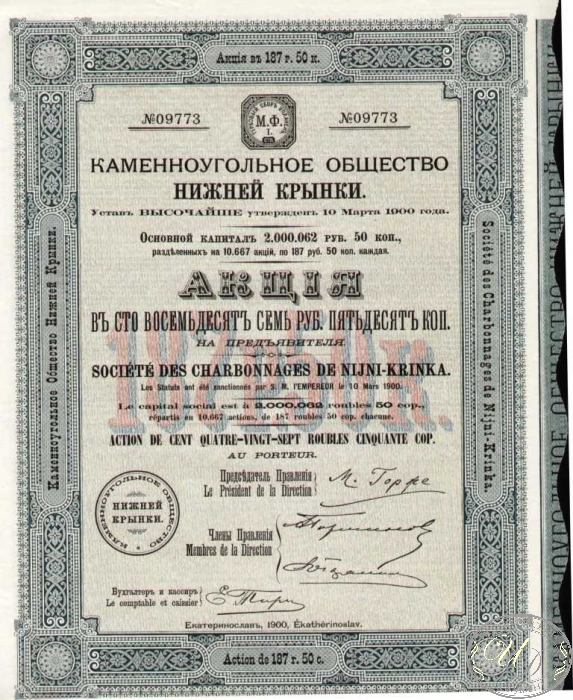 Акція въ 187 р. 50 к.
№09773
М.Ф.
I.
№09773
КАМЕННОУГОЛЬНОЕ ОБЩЕСТВО
НИЖНЕЙ КРЫНКИ.
Уставъ ВЫСОЧАЙШЕ утвержденъ 10 Марта 1900 года.
Основной капиталъ 2.000.062 руб. 50 коп.,
раздѣленныхъ на 10.667 акцій, по 187 руб. 50 коп. каждая.
АКЦІЯ
ВЪ СТО ВОСЕМЬДЕСЯТЪ СЕМЬ РУБ. ПЯТЬДЕСЯТЪ КОП.
НА ПРЕДЪЯВИТЕЛЯ.
SOCIÉTÉ DES CHARBONNAGES DE NIJNI-KRINKA.
Les Statuts ont été sanctionnés par S. M. l'EMPEREUR le 10 Mars 1900.
Le capital social est à 2.000.062 roubles 50 cop.,
répartis en 10.667 actions, de 187 roubles 50 cop. chacune.
ACTION DE CENT QUATRE-VINGT-SEPT ROUBLES CINQUANTE COP.
AU PORTEUR.
Предсѣдатель Правленія
Le Président de la Direction
Члены Правленія
Membres de la Direction
КАМЕННОУГОЛЬНОЕ ОБЩЕСТВО
НИЖНЕЙ
КРЫНКИ.
Бухгалтеръ и кассиръ
Le comptable et caissier
Екатеринославъ, 1900, Ékathérinoslav.
Action de 187 r. 50 c.
Каменноугольное Общество Нижней Крынки.
Société des Charbonnages de Nijni-Krinka.